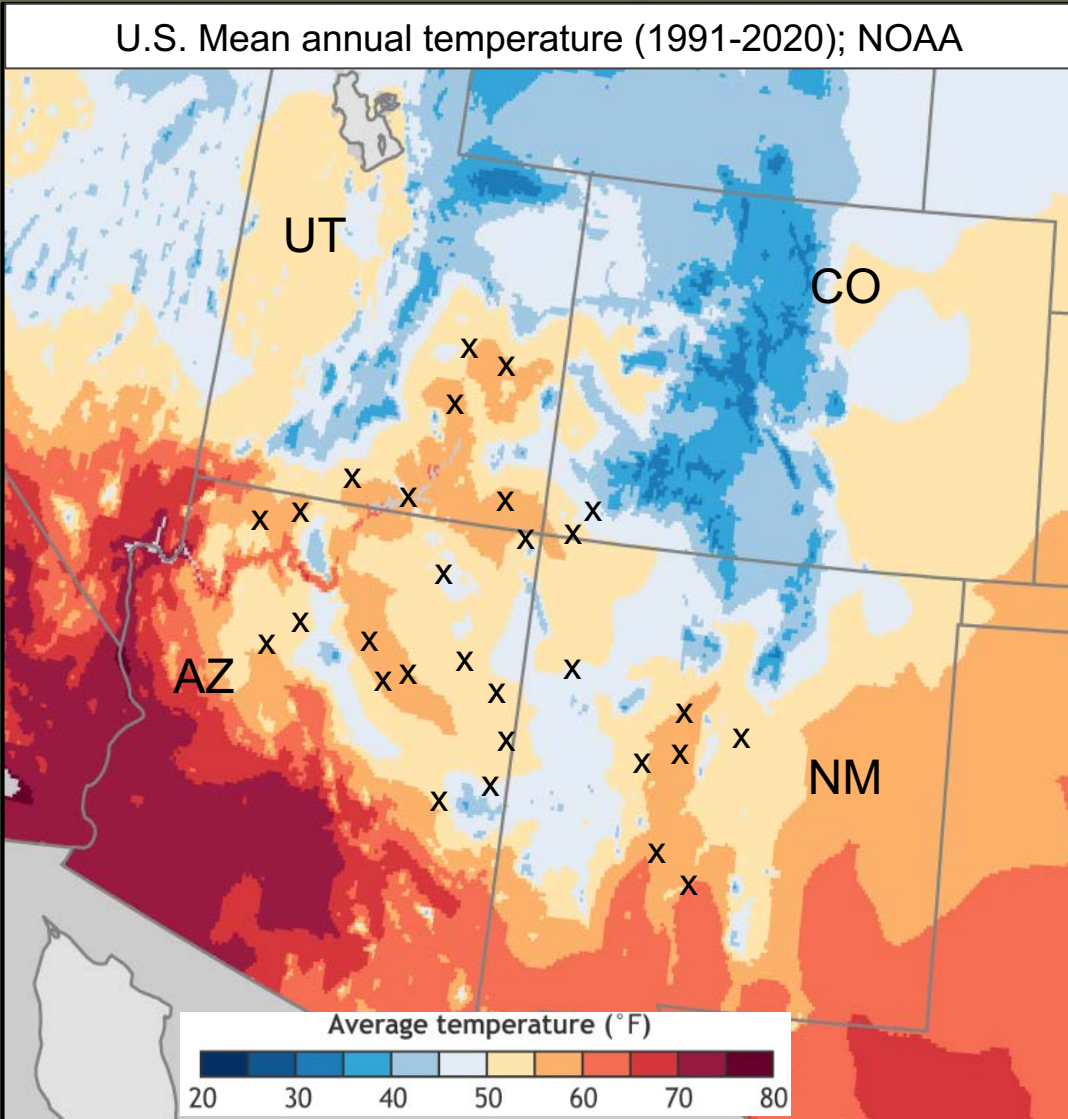 U.S. Mean annual temperature (1991-2020); NOAA
UT
CO
x
x
x
x
x
x
x
x
x
x
x
x
x
x
AZ
x
x
x
x
x
x
x
x
NM
x
x
x
x
x
x
Average temperature (°F)
20 30 40 50 60 70 80